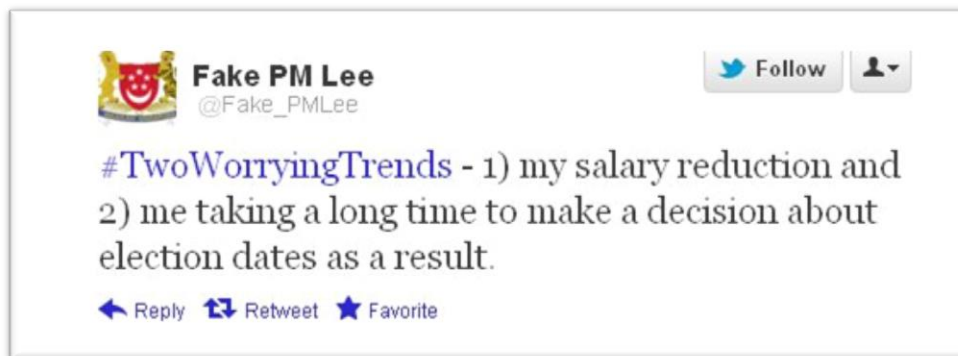 Fake PM Lee
@Fake_PMLee
Follow
#TwoWorryingTrends - 1) my salary reduction and
2) me taking a long time to make a decision about
election dates as a result.
Reply Retweet Favorite